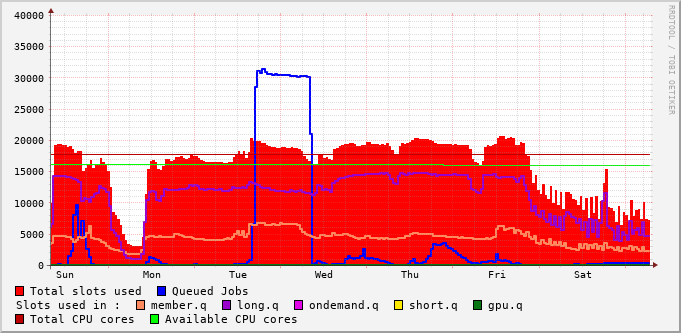 RRDTOOL / TOBI OETIKER
40000
35000
30000
25000
20000
15000
10000
5000
0
Sun Mon Tue Wed Thu Fri Sat
Total slots used Queued Jobs
Slots used in : member.q long.q ondemand.q short.q gpu.q
Total CPU cores Available CPU cores